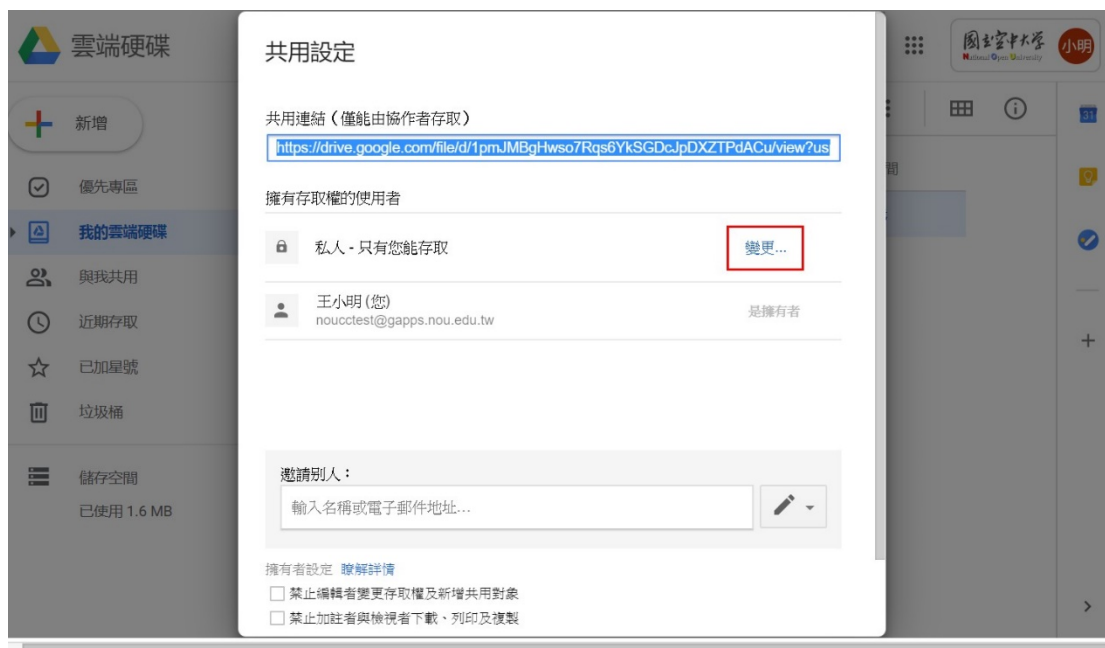 雲端硬碟
國立空中大學
National Open University
小明
新增
優先專區
我的雲端硬碟
與我共用
近期存取
已加星號
垃圾桶
儲存空間
已使用 1.6 MB
共用設定
共用連結（僅能由協作者存取）
https://drive.google.com/file/d/1pmJMBgHwso7Rqs6YkSGDcJpDXZTPdACu/view?us
擁有存取權的使用者
私人 - 只有您能存取
變更...
王小明 (您)
noucctest@gapps.nou.edu.tw
是擁有者
邀請別人：
輸入名稱或電子郵件地址...
擁有者設定 瞭解詳情
禁止編輯者變更存取權及新增共用對象
禁止加註者與檢視者下載、列印及複製
間
31